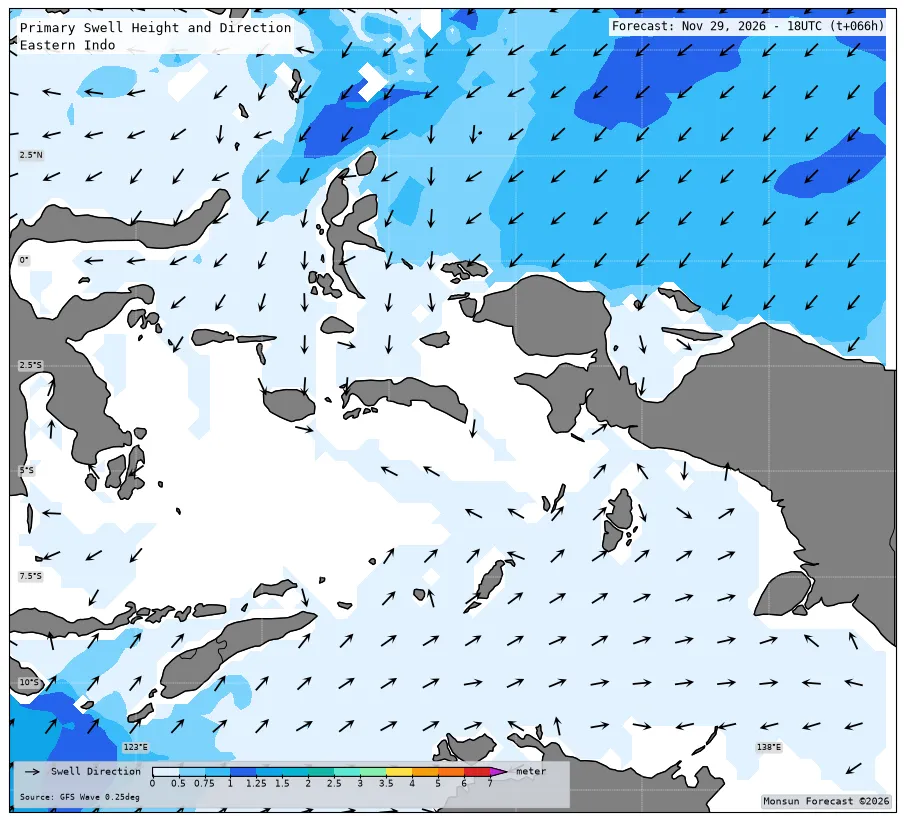 Primary Swell Height and Direction
Eastern Indo
Forecast: Nov 29, 2026 - 18UTC (t+066h)
2.5°N
0°
2.5°S
5°S
7.5°S
10°S
123°E
138°E
Swell Direction
0 0.5 0.75 1 1.25 1.5 2 2.5 3 3.5 4 5 6 7
meter
Source: GFS Wave 0.25deg
Monsun Forecast ©2026